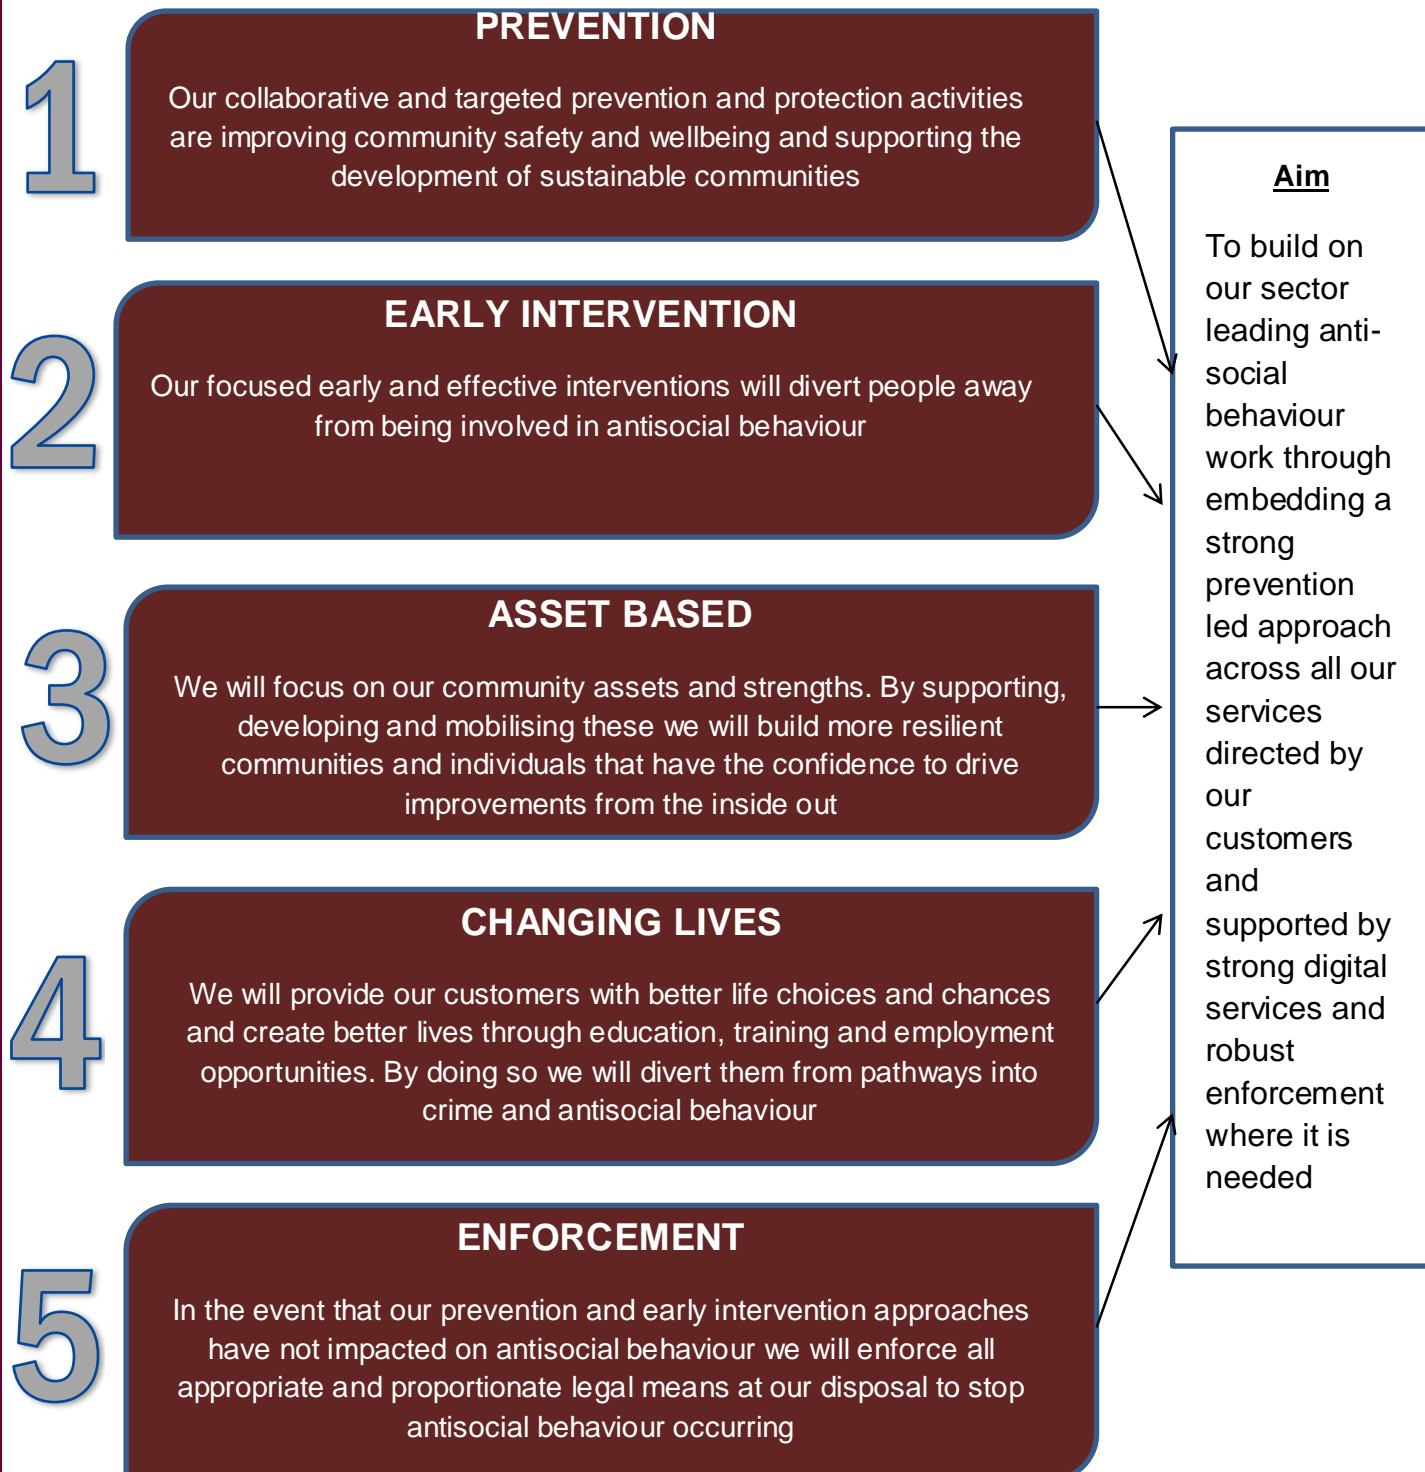 1
PREVENTION
Our collaborative and targeted prevention and protection activities
are improving community safety and wellbeing and supporting the
development of sustainable communities
2
EARLY INTERVENTION
Our focused early and effective interventions will divert people away
from being involved in antisocial behaviour
3
ASSET BASED
We will focus on our community assets and strengths. By supporting,
developing and mobilising these we will build more resilient
communities and individuals that have the confidence to drive
improvements from the inside out
4
CHANGING LIVES
We will provide our customers with better life choices and chances
and create better lives through education, training and employment
opportunities. By doing so we will divert them from pathways into
crime and antisocial behaviour
5
ENFORCEMENT
In the event that our prevention and early intervention approaches
have not impacted on antisocial behaviour we will enforce all
appropriate and proportionate legal means at our disposal to stop
antisocial behaviour occurring
Aim
To build on
our sector
leading anti-
social
behaviour
work through
embedding a
strong
prevention
led approach
across all our
services
directed by
our
customers
and
supported by
strong digital
services and
robust
enforcement
where it is
needed